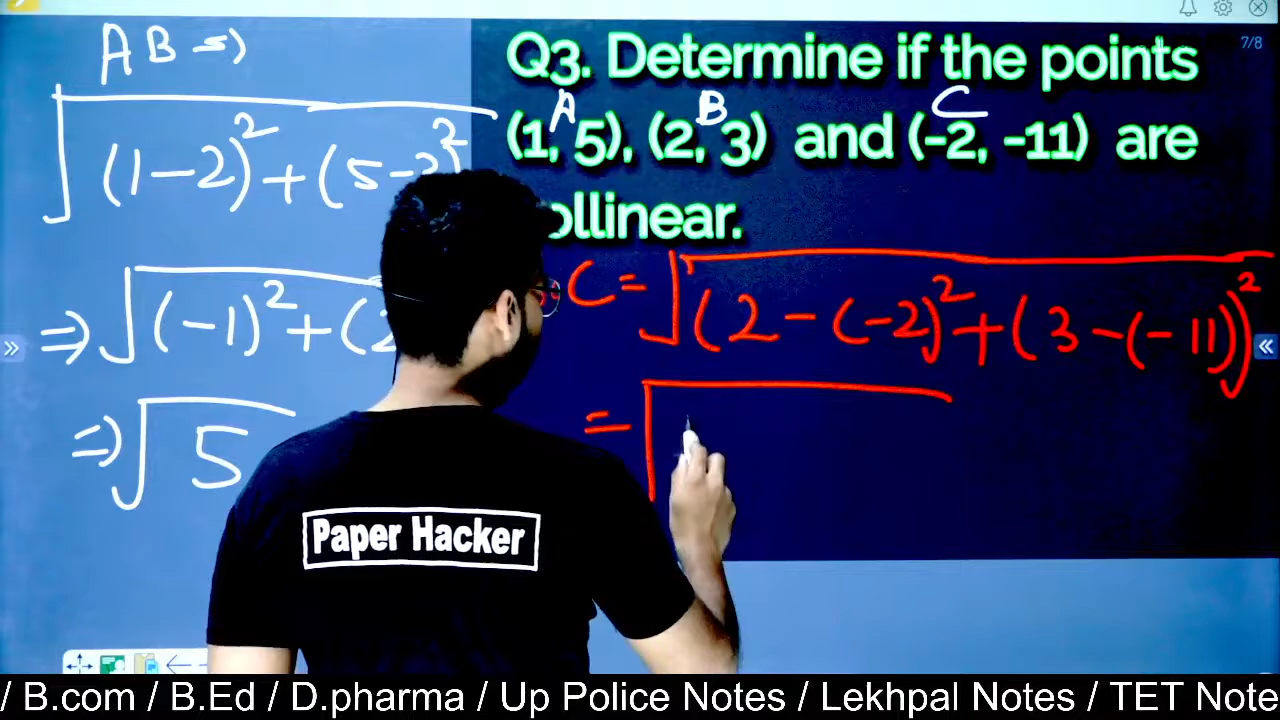 AB ⇒
√(1-2)²+(5-3)²
⇒ √(-1)²+(2
⇒ √5
Q3. Determine if the points
A B C
(1, 5), (2, 3) and (-2, -11) are
ollinear.
7/8
C = √(2-(-2)²+(3-(-11))²
= √
Paper Hacker
/ B.com / B.Ed / D.pharma / Up Police Notes / Lekhpal Notes / TET Note